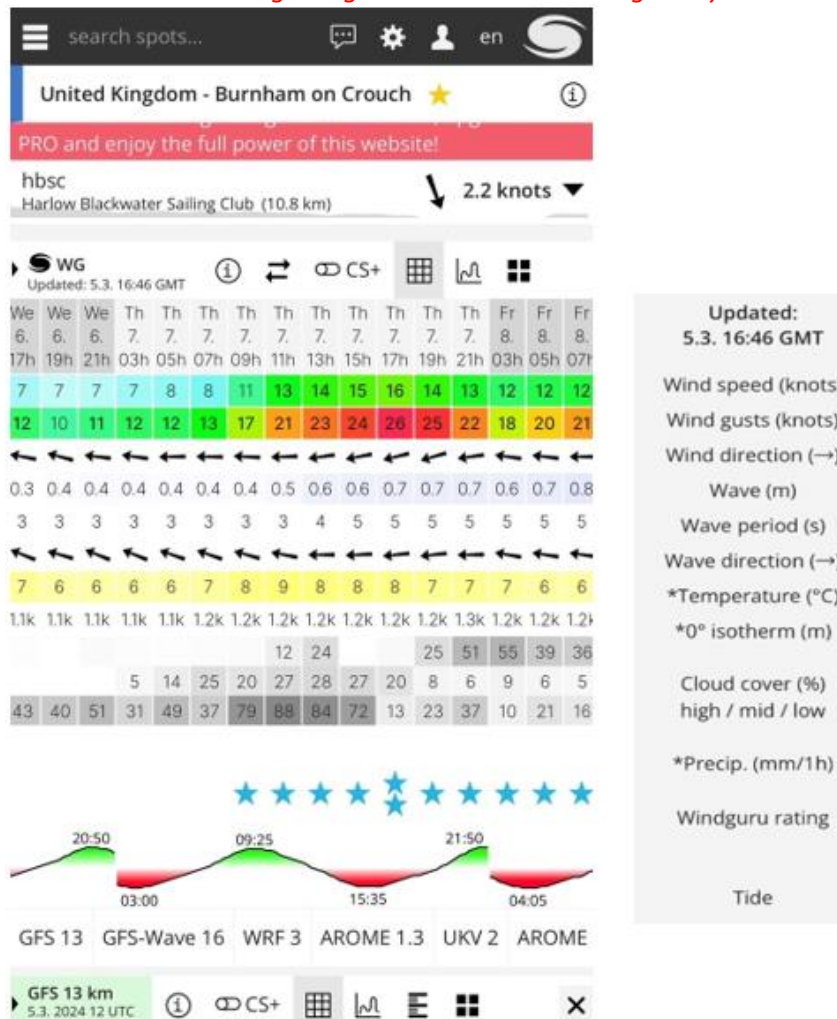 search spots... en
United Kingdom - Burnham on Crouch
PRO and enjoy the full power of this website!
hbsc
Harlow Blackwater Sailing Club (10.8 km)
2.2 knots
WG
Updated: 5.3. 16:46 GMT
CS+
We We We Th Th Th Th Th Th Th Th Th Th Fr Fr Fr
6. 6. 6. 7. 7. 7. 7. 7. 7. 7. 7. 7. 7. 8. 8. 8.
17h 19h 21h 03h 05h 07h 09h 11h 13h 15h 17h 19h 21h 03h 05h 07h
7 7 7 7 8 8 11 13 14 15 16 14 13 12 12 12
12 10 11 12 12 13 17 21 23 24 26 25 22 18 20 21
0.3 0.4 0.4 0.4 0.4 0.4 0.4 0.5 0.6 0.6 0.7 0.7 0.7 0.6 0.7 0.8
3 3 3 3 3 3 3 3 4 5 5 5 5 5 5 5
7 6 6 6 6 7 8 9 8 8 8 7 7 7 6 6
1.1k 1.1k 1.1k 1.1k 1.1k 1.2k 1.2k 1.2k 1.2k 1.2k 1.2k 1.2k 1.3k 1.2k 1.2k 1.2k
12 24 25 51 55 39 36
5 14 25 20 27 28 27 20 8 6 9 6 5
43 40 51 31 49 37 79 88 84 72 13 23 37 10 21 16
20:50 09:25 21:50
03:00 15:35 04:05
GFS 13 GFS-Wave 16 WRF 3 AROME 1.3 UKV 2 AROME
GFS 13 km
5.3. 2024 12 UTC
CS+
Updated:
5.3. 16:46 GMT
Wind speed (knots
Wind gusts (knots)
Wind direction (→)
Wave (m)
Wave period (s)
Wave direction (→
*Temperature (°C)
*0° isotherm (m)
Cloud cover (%)
high / mid / low
*Precip. (mm/1h)
Windguru rating
Tide